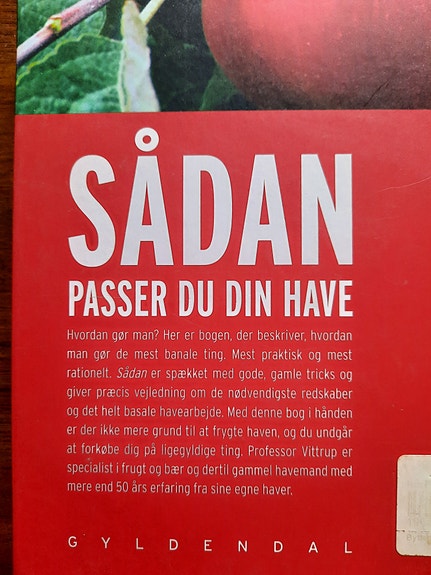 SÅDAN
PASSER DU DIN HAVE
Hvordan gør man? Her er bogen, der beskriver, hvordan
man gør de mest banale ting. Mest praktisk og mest
rationelt. Sådan er spækket med gode, gamle tricks og
giver præcis vejledning om de nødvendigste redskaber
og det helt basale havearbejde. Med denne bog i hånden
er der ikke mere grund til at frygte haven, og du undgår
at forkøbe dig på ligegyldige ting. Professor Vittrup er
specialist i frugt og bær og dertil gammel havemand med
mere end 50 års erfaring fra sine egne haver.
GYLDENDAL